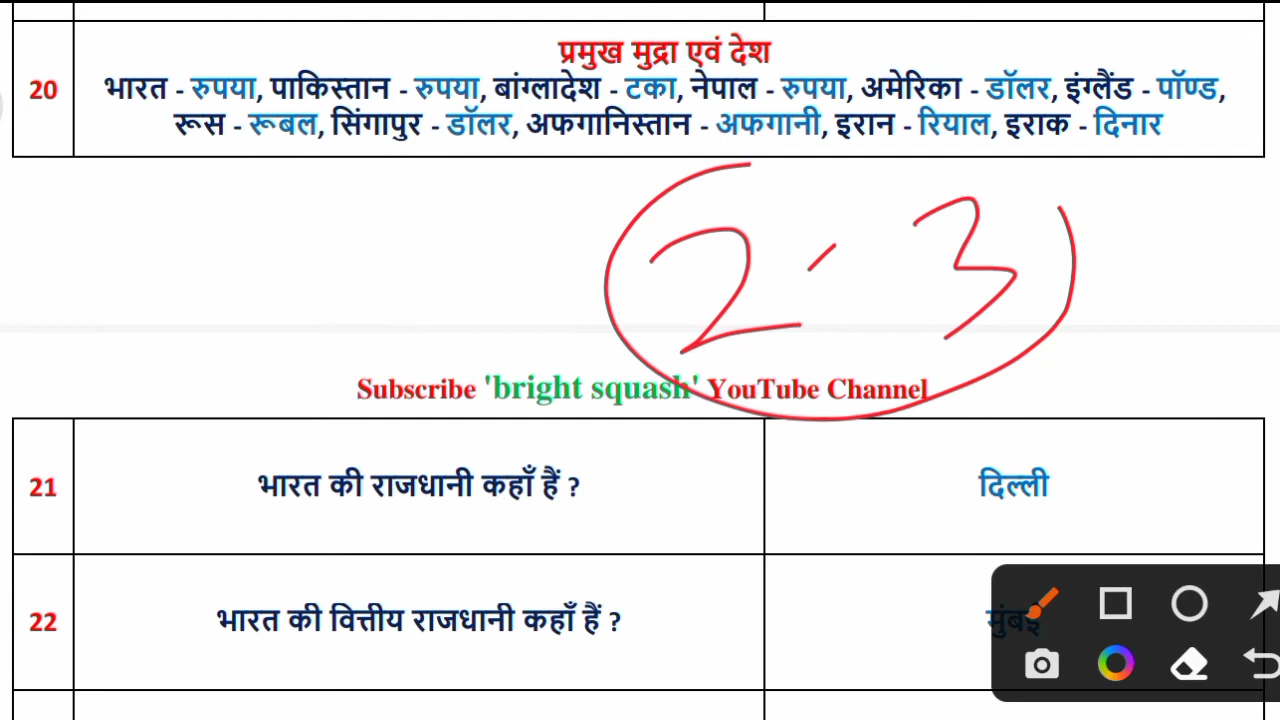 20
प्रमुख मुद्रा एवं देश
भारत - रुपया, पाकिस्तान - रुपया, बांग्लादेश - टका, नेपाल - रुपया, अमेरिका - डॉलर, इंग्लैंड - पॉण्ड,
रूस - रूबल, सिंगापुर - डॉलर, अफगानिस्तान - अफगानी, इरान - रियाल, इराक - दिनार
2 - 3
Subscribe 'bright squash' YouTube Channel
21 भारत की राजधानी कहाँ हैं ? दिल्ली
22 भारत की वित्तीय राजधानी कहाँ हैं ? मुंबई